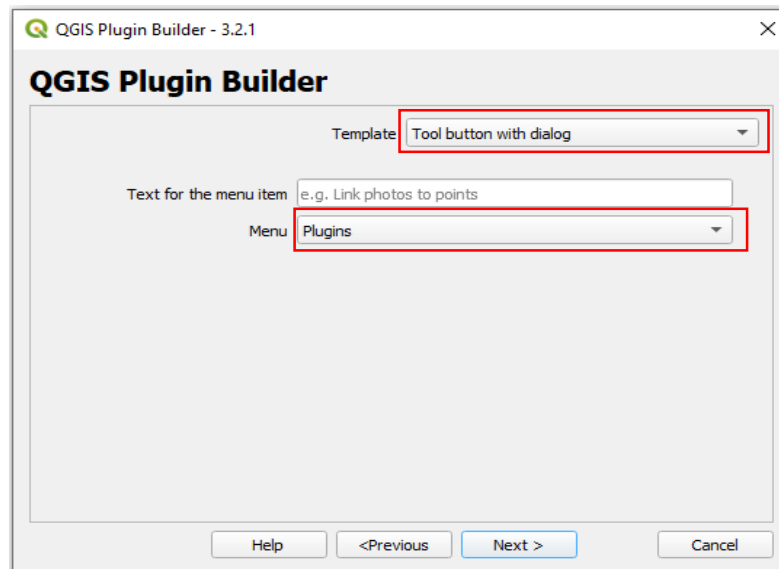 QGIS Plugin Builder - 3.2.1
QGIS Plugin Builder
Template Tool button with dialog
Text for the menu item e.g. Link photos to points
Menu Plugins
Help <Previous Next > Cancel